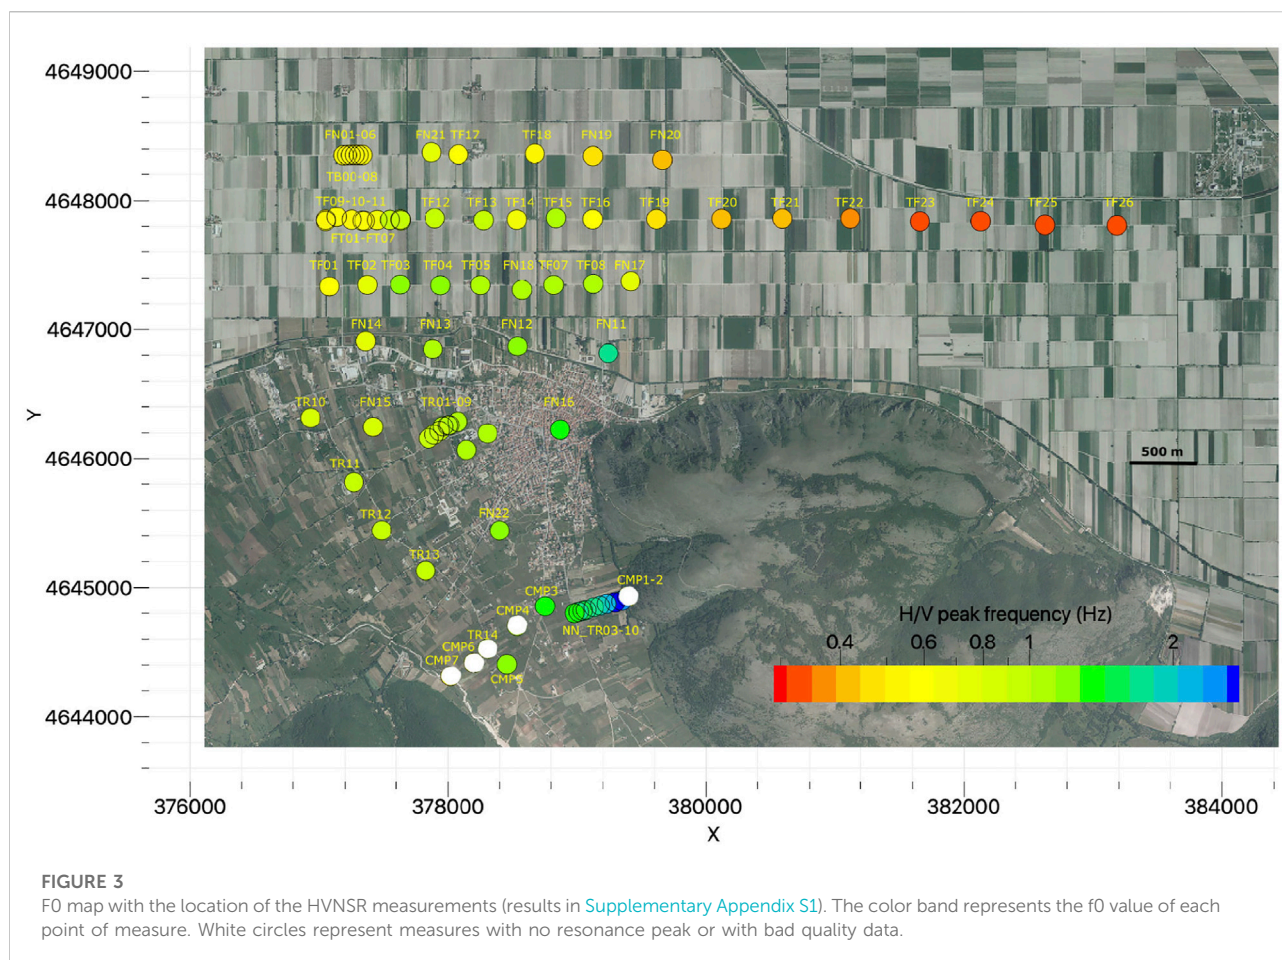 4649000
4648000
4647000
4646000
4645000
4644000
Y
FN01-06
FN21
TF17
TF18
FN19
FN20
TB00-08
TF09-10-11
TF12
TF13
TF14
TF15
TF16
TF19
TF20
TF21
TF22
TF23
TF24
TF25
TF26
FT01-FT07
TF01
TF02
TF03
TF04
TF05
FN18
TF07
TF08
FN17
FN14
FN13
FN12
FN11
TR10
FN15
TR01-09
FN16
500 m
TR11
TR12
FN22
TR13
CMP1-2
CMP3
CMP4
NN_TR03-10
TR14
CMP6
CMP7
CMP5
H/V peak frequency (Hz)
0.4 0.6 0.8 1 2
376000 378000 380000 382000 384000
X
FIGURE 3
F0 map with the location of the HVNSR measurements (results in Supplementary Appendix S1). The color band represents the f0 value of each
point of measure. White circles represent measures with no resonance peak or with bad quality data.